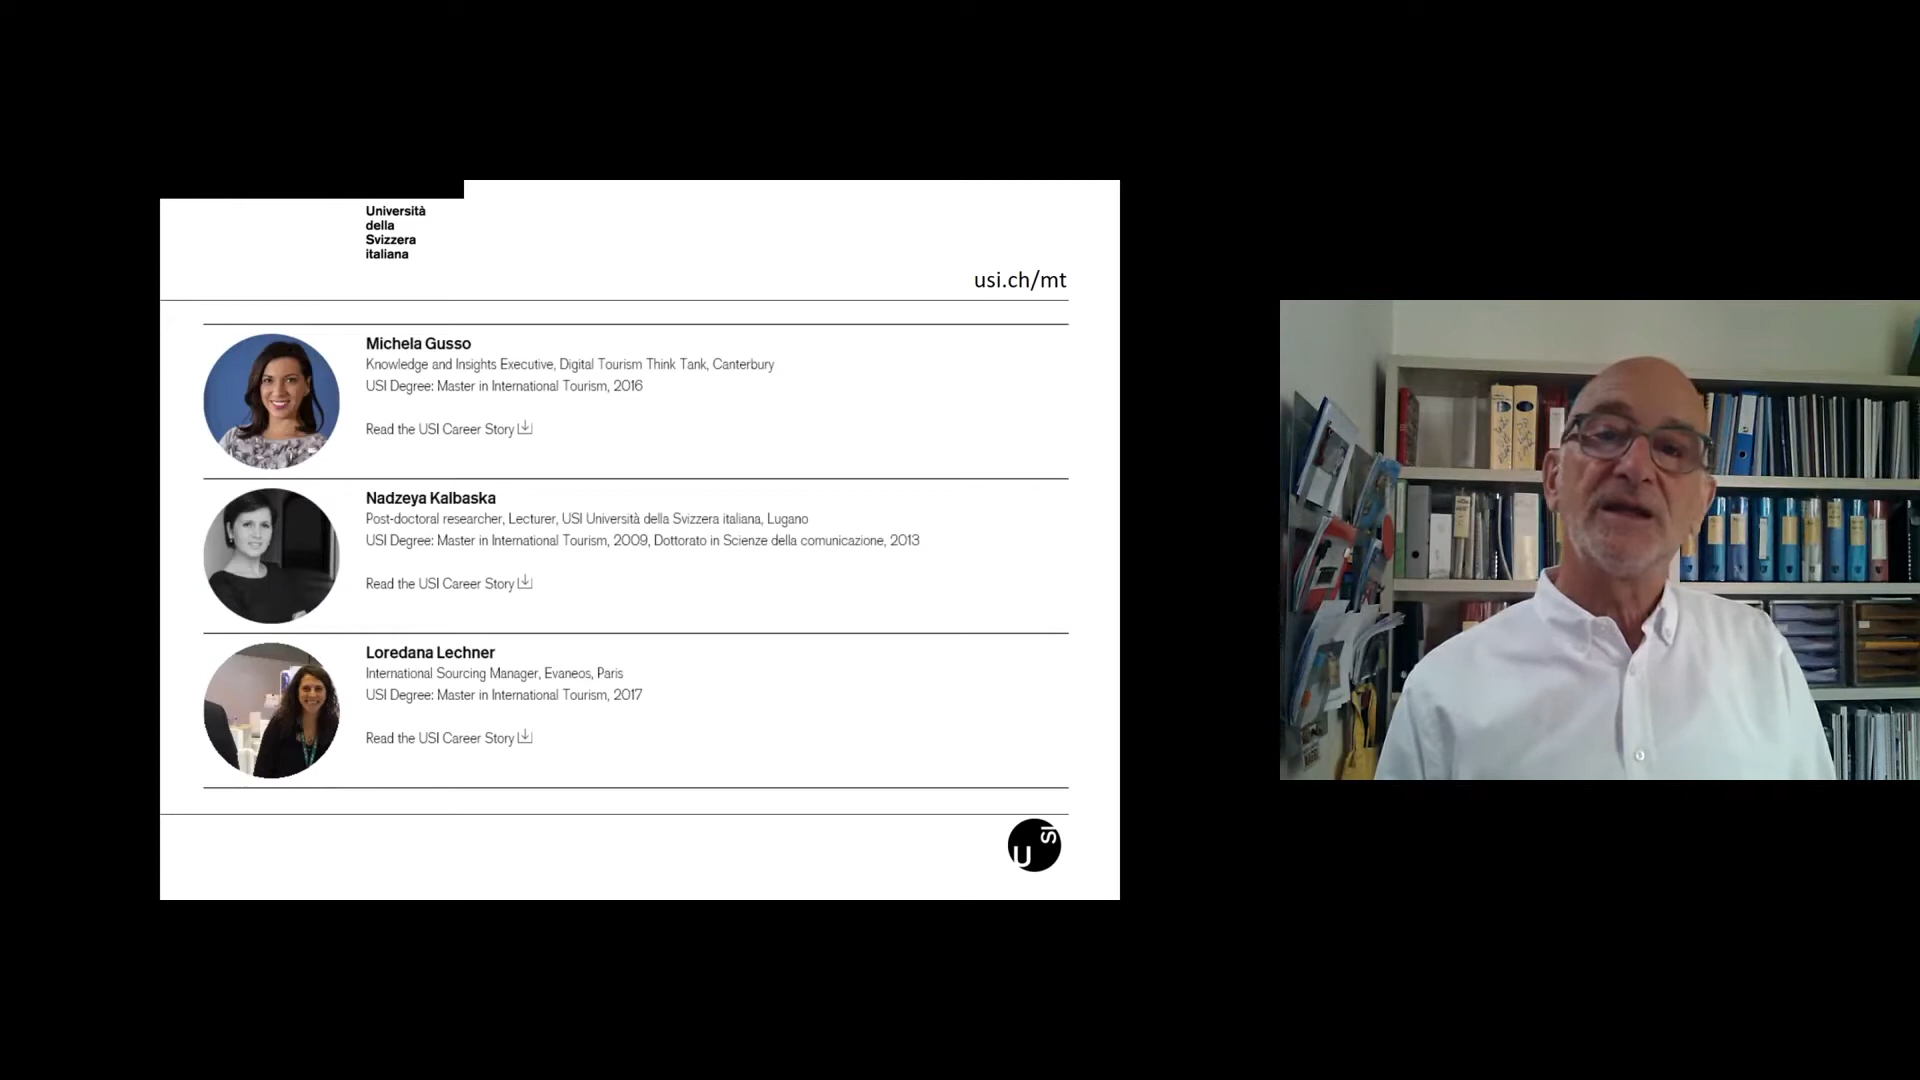 Università
della
Svizzera
italiana
usi.ch/mt
Michela Gusso
Knowledge and Insights Executive, Digital Tourism Think Tank, Canterbury
USI Degree: Master in International Tourism, 2016
Read the USI Career Story
Nadzeya Kalbaska
Post-doctoral researcher, Lecturer, USI Università della Svizzera italiana, Lugano
USI Degree: Master in International Tourism, 2009, Dottorato in Scienze della comunicazione, 2013
Read the USI Career Story
Loredana Lechner
International Sourcing Manager, Evaneos, Paris
USI Degree: Master in International Tourism, 2017
Read the USI Career Story
U SI